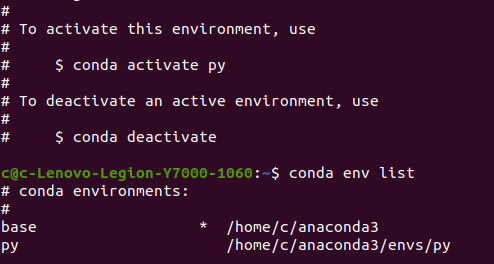 #
# To activate this environment, use
#
#     $ conda activate py
#
# To deactivate an active environment, use
#
#     $ conda deactivate
c@c-Lenovo-Legion-Y7000-1060:~$ conda env list
# conda environments:
#
base                  *  /home/c/anaconda3
py                       /home/c/anaconda3/envs/py